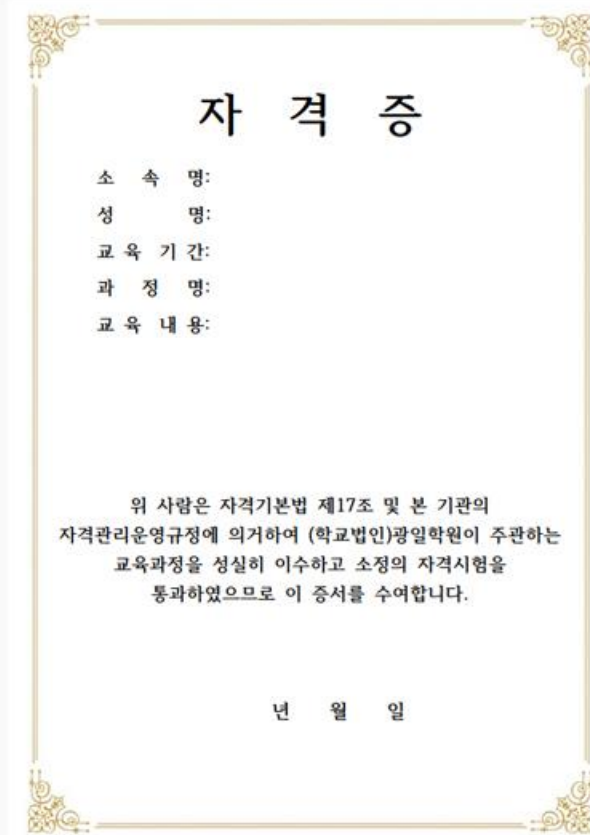 자 격 증
소 속 명:
성 명:
교 육 기 간:
과 정 명:
교 육 내 용:
위 사람은 자격기본법 제17조 및 본 기관의
자격관리운영규정에 의거하여 (학교법인)광일학원이 주관하는
교육과정을 성실히 이수하고 소정의 자격시험을
통과하였으므로 이 증서를 수여합니다.
년 월 일